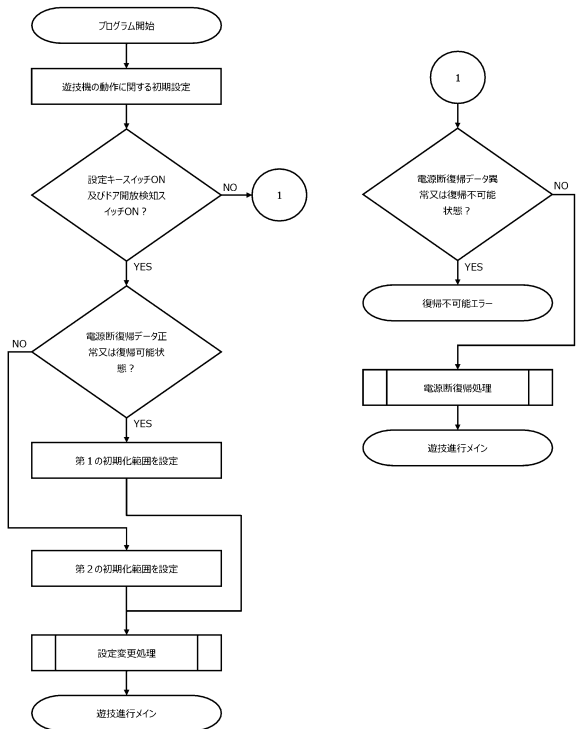 プログラム開始
遊技機の動作に関する初期設定
設定キースイッチON
及びドア開放検知ス
イッチON？
NO
1
YES
電源断復帰データ正
常又は復帰可能状
態？
NO
YES
第１の初期化範囲を設定
第２の初期化範囲を設定
設定変更処理
遊技進行メイン
1
電源断復帰データ異
常又は復帰不可能
状態？
NO
YES
復帰不可能エラー
電源断復帰処理
遊技進行メイン